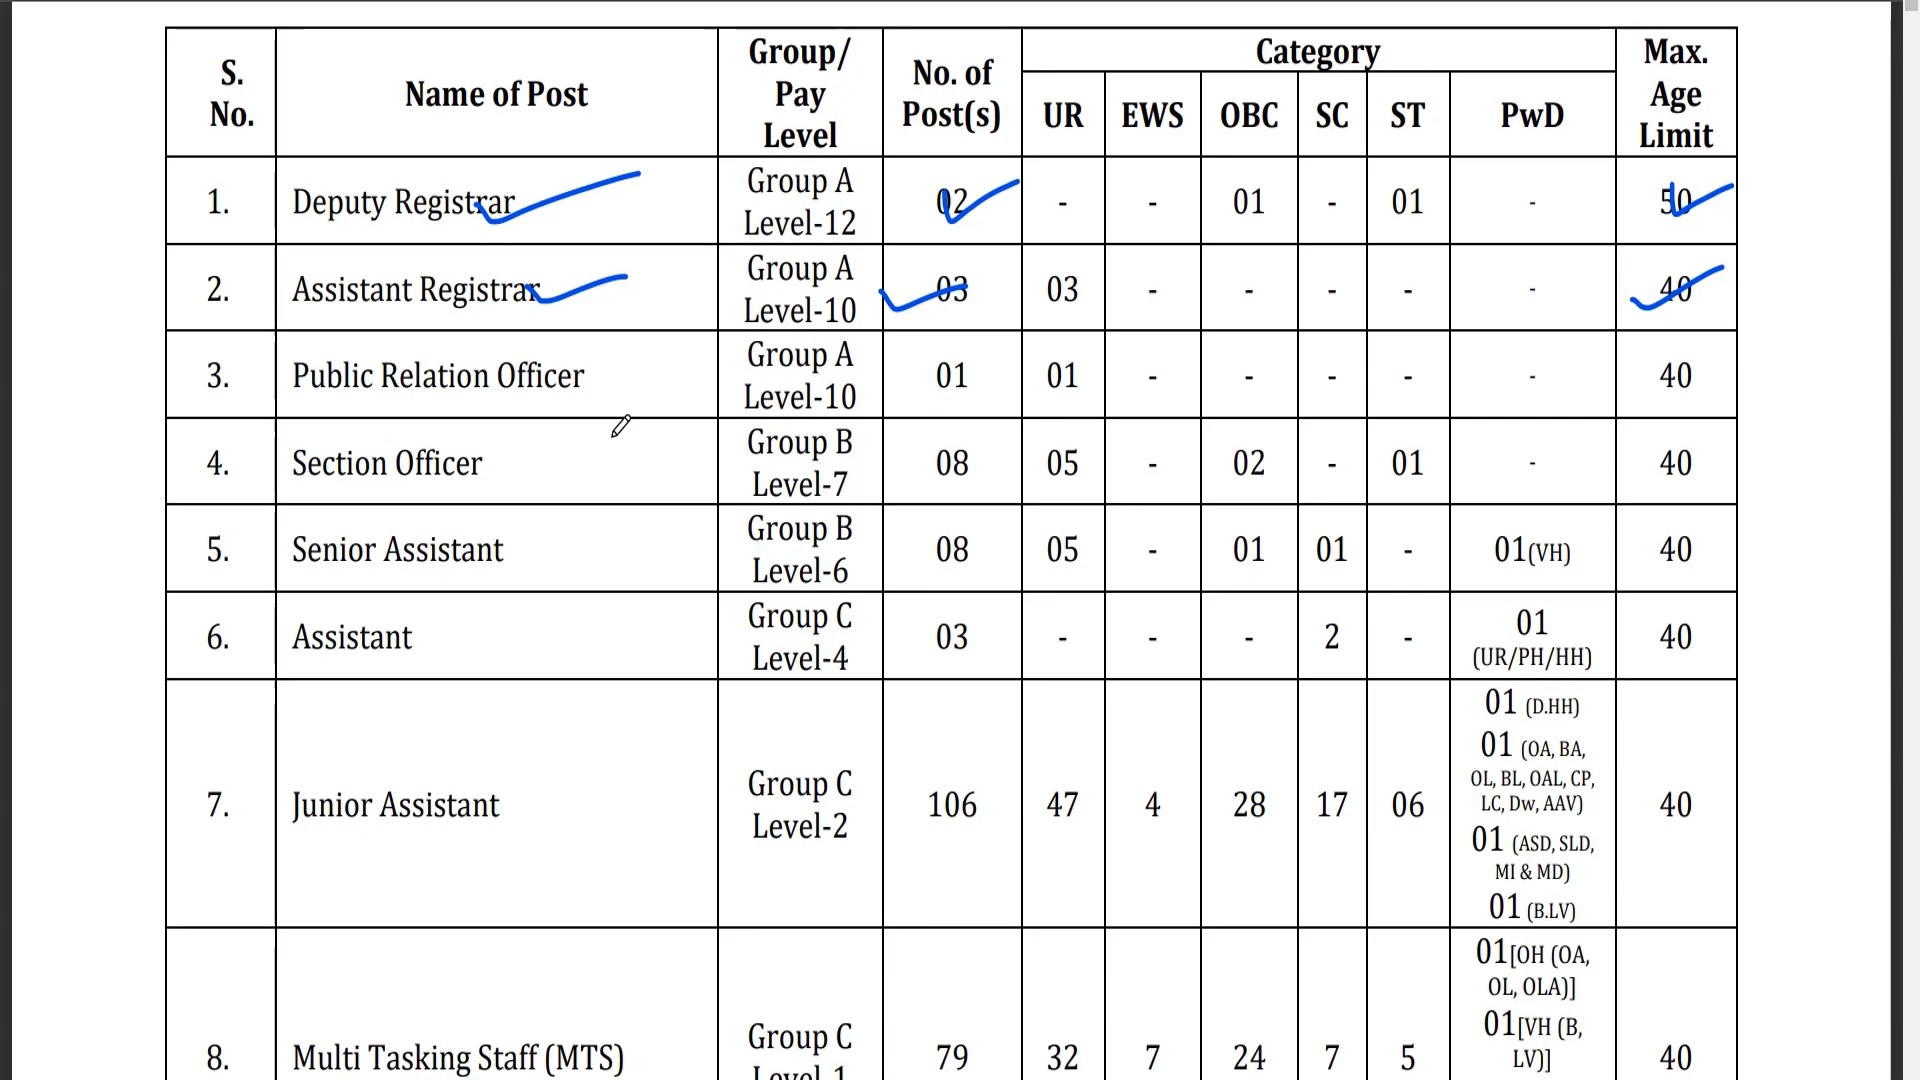 S. No. | Name of Post | Group/ Pay Level | No. of Post(s) | Category | Max. Age Limit
UR | EWS | OBC | SC | ST | PwD
1. | Deputy Registrar | Group A Level-12 | 02 | - | - | 01 | - | 01 | - | 50
2. | Assistant Registrar | Group A Level-10 | 03 | 03 | - | - | - | - | - | 40
3. | Public Relation Officer | Group A Level-10 | 01 | 01 | - | - | - | - | - | 40
4. | Section Officer | Group B Level-7 | 08 | 05 | - | 02 | - | 01 | - | 40
5. | Senior Assistant | Group B Level-6 | 08 | 05 | - | 01 | 01 | - | 01(VH) | 40
6. | Assistant | Group C Level-4 | 03 | - | - | - | 2 | - | 01 (UR/PH/HH) | 40
7. | Junior Assistant | Group C Level-2 | 106 | 47 | 4 | 28 | 17 | 06 | 01 (D.HH) 01 (OA, BA, OL, BL, OAL, CP, LC, Dw, AAV) 01 (ASD, SLD, MI & MD) 01 (B.LV) | 40
8. | Multi Tasking Staff (MTS) | Group C Level-1 | 79 | 32 | 7 | 24 | 7 | 5 | 01[OH (OA, OL, OLA)] 01[VH (B, LV)] | 40